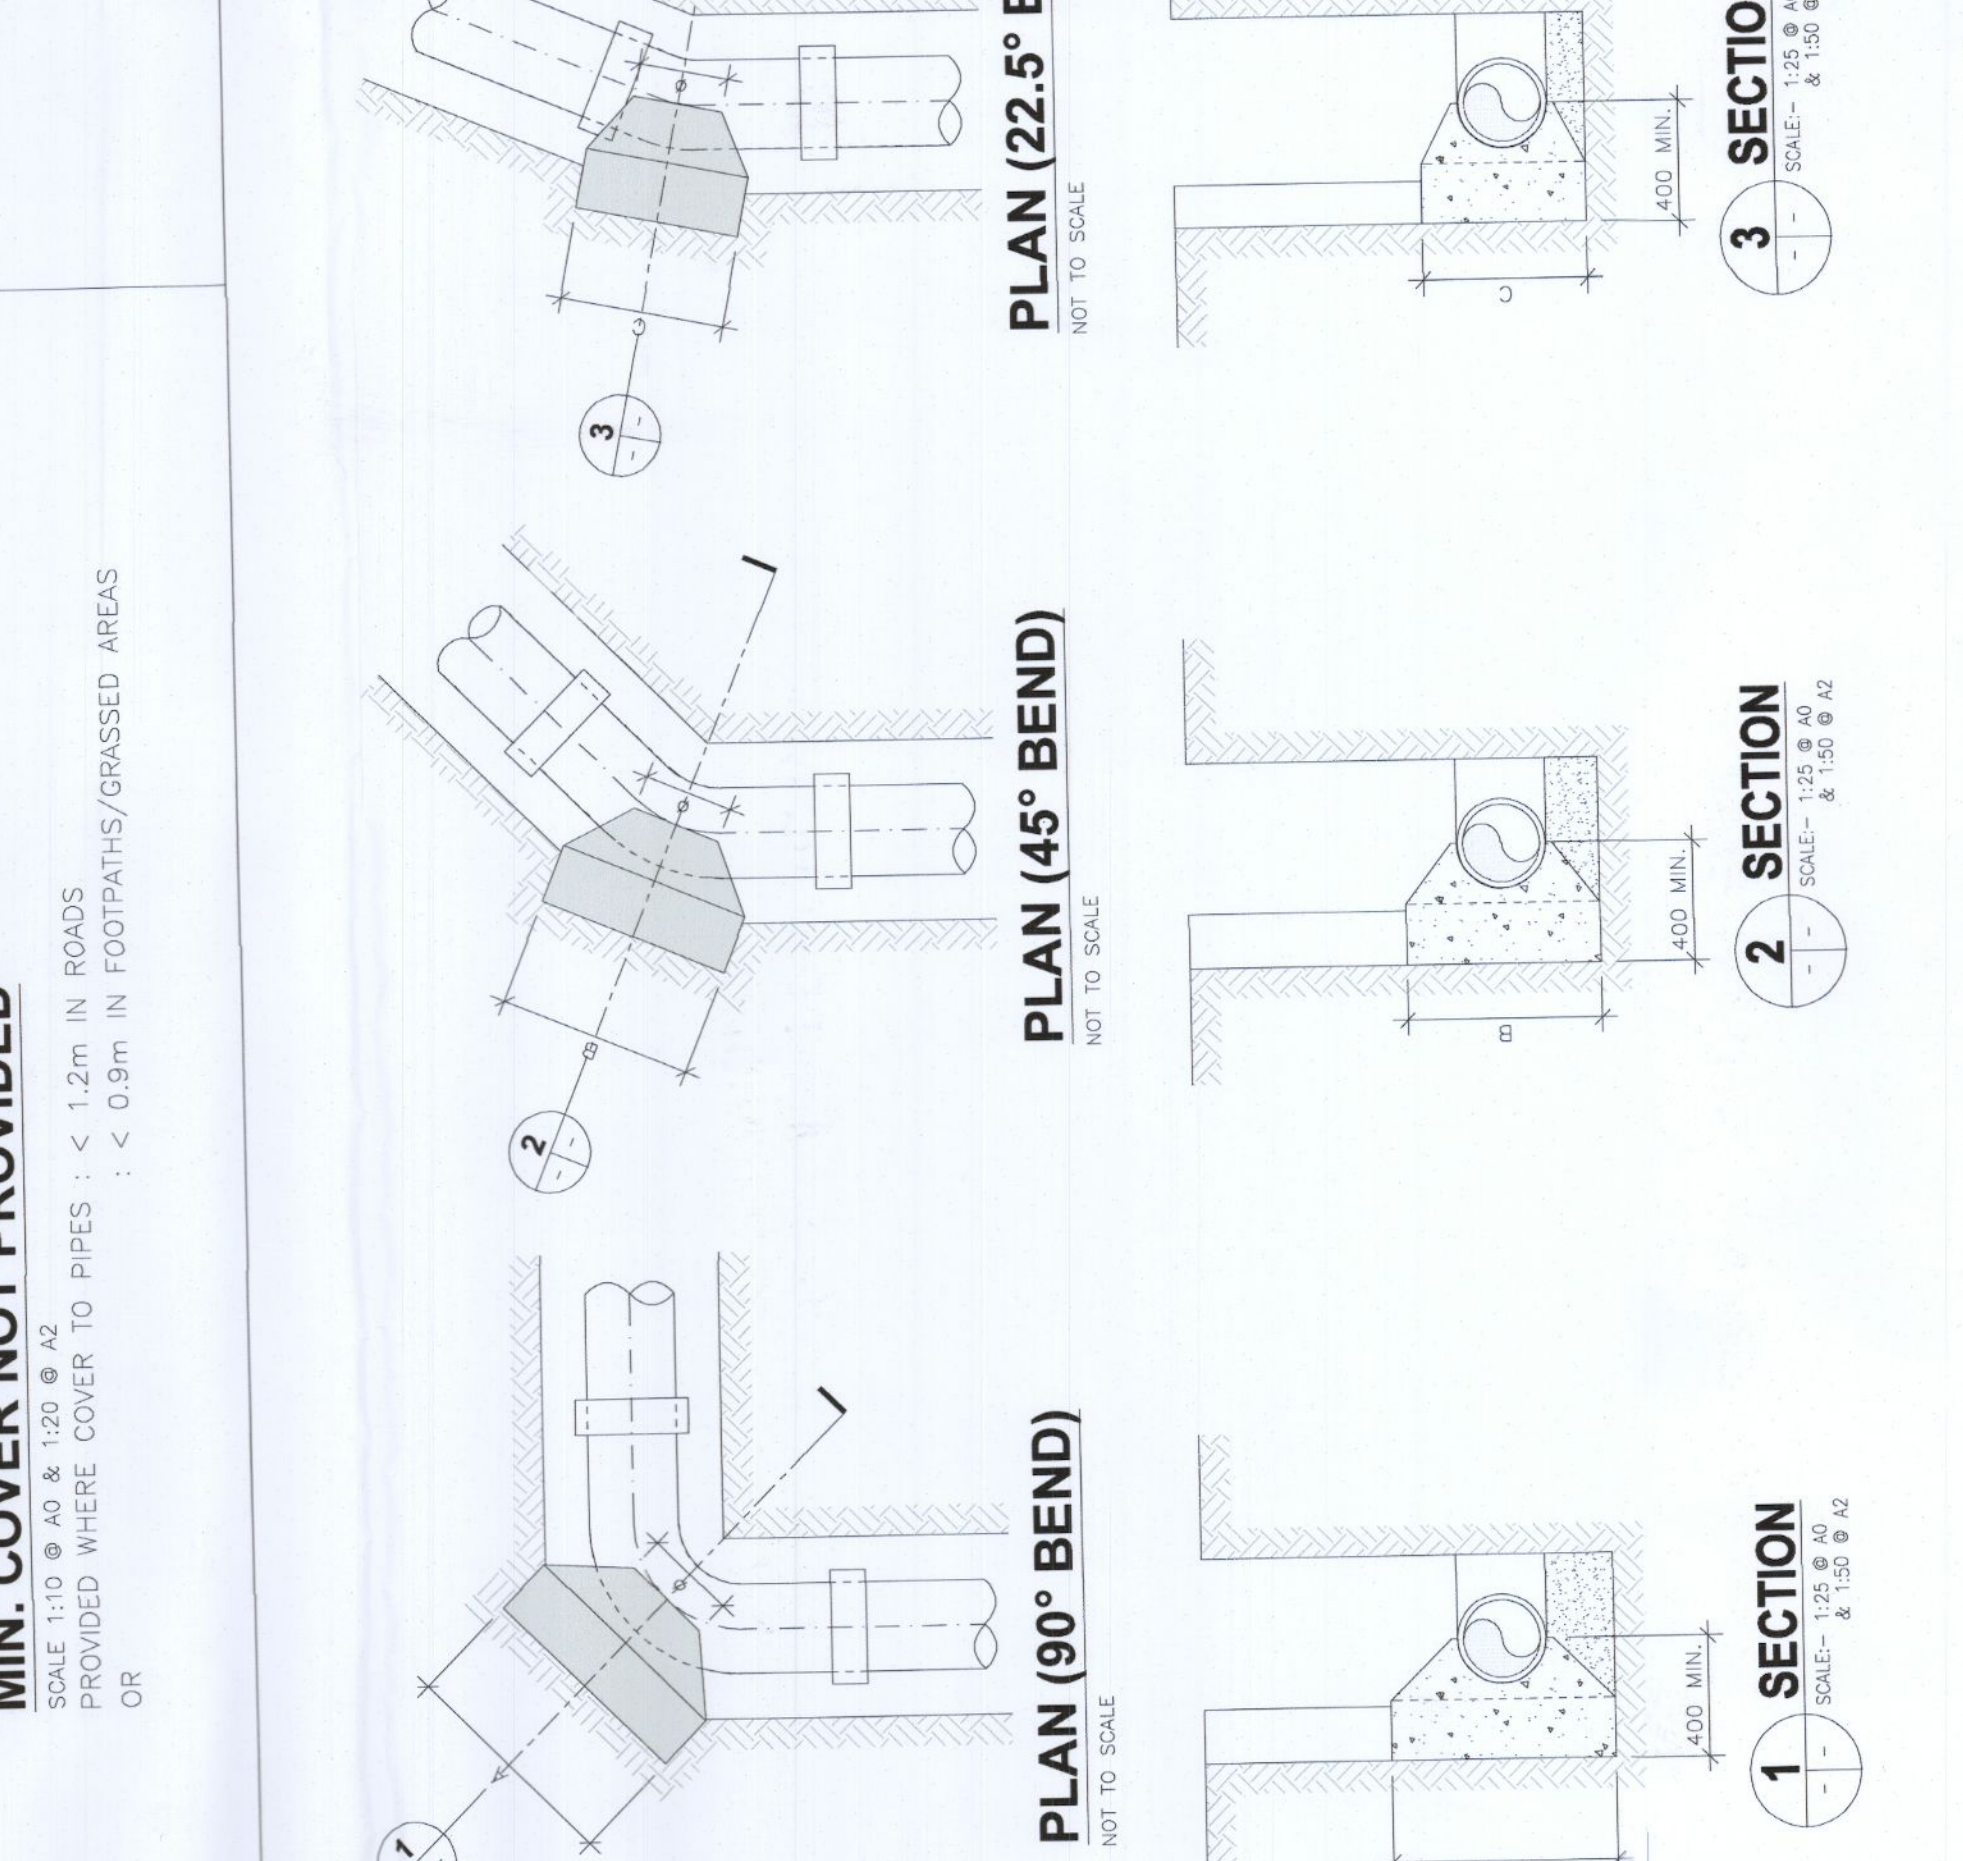 MIN. COVER NOT PROVIDED
SCALE 1:10 @ A0 & 1:20 @ A2
PROVIDED WHERE COVER TO PIPES : < 1.2m IN ROADS
OR : < 0.9m IN FOOTPATHS/GRASSED AREAS
1
A
ø
PLAN (90° BEND)
NOT TO SCALE
2
B
ø
PLAN (45° BEND)
NOT TO SCALE
3
C
ø
PLAN (22.5°
NOT TO SCALE
400 MIN.
1 SECTION
SCALE:- 1:25 @ A0
& 1:50 @ A2
B
400 MIN.
2 SECTION
SCALE:- 1:25 @ A0
& 1:50 @ A2
C
400 MIN.
3 SECTIO
SCALE:- 1:25 @
& 1:50 @